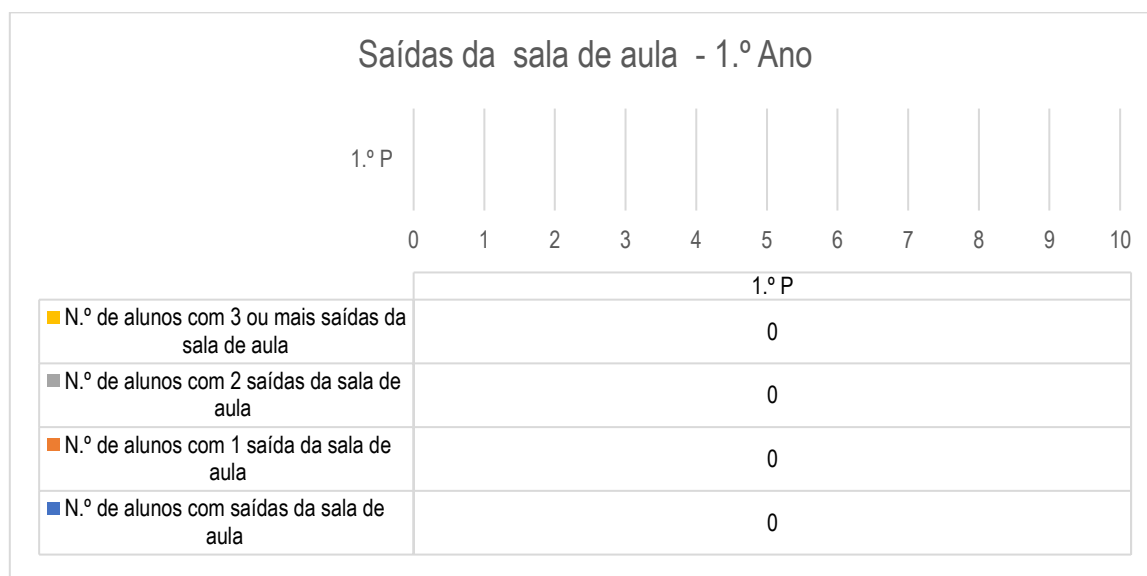 Saídas da sala de aula - 1.º Ano
1.º P
0 1 2 3 4 5 6 7 8 9 10
1.º P
N.º de alunos com 3 ou mais saídas da
sala de aula
0
N.º de alunos com 2 saídas da sala de
aula
0
N.º de alunos com 1 saída da sala de
aula
0
N.º de alunos com saídas da sala de
aula
0